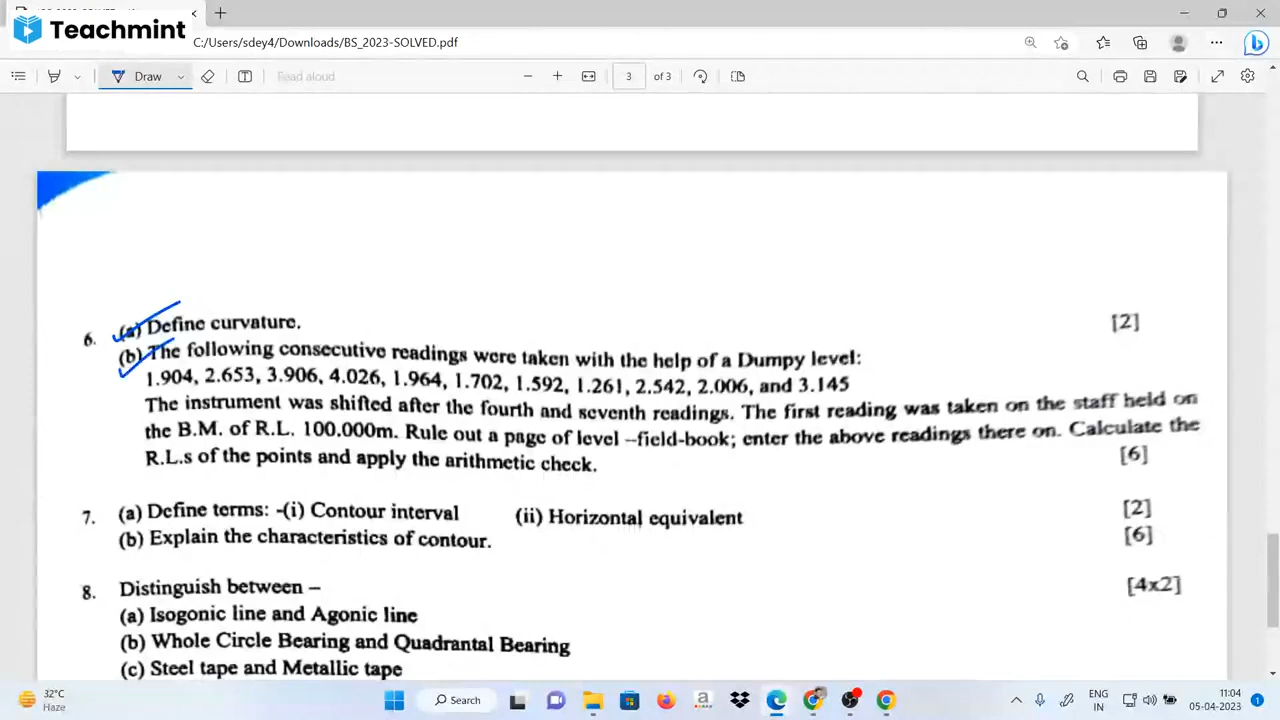 Teachmint
C:/Users/sdey4/Downloads/BS_2023-SOLVED.pdf
Draw
Read aloud
3 of 3
6. (a) Define curvature. [2]
(b) The following consecutive readings were taken with the help of a Dumpy level:
1.904, 2.653, 3.906, 4.026, 1.964, 1.702, 1.592, 1.261, 2.542, 2.006, and 3.145
The instrument was shifted after the fourth and seventh readings. The first reading was taken on the staff held on
the B.M. of R.L. 100.000m. Rule out a page of level –field-book; enter the above readings there on. Calculate the
R.L.s of the points and apply the arithmetic check. [6]
7. (a) Define terms: -(i) Contour interval (ii) Horizontal equivalent [2]
(b) Explain the characteristics of contour. [6]
8. Distinguish between – [4x2]
(a) Isogonic line and Agonic line
(b) Whole Circle Bearing and Quadrantal Bearing
(c) Steel tape and Metallic tape
32°C
Haze
Search
ENG
IN
11:04
05-04-2023
1